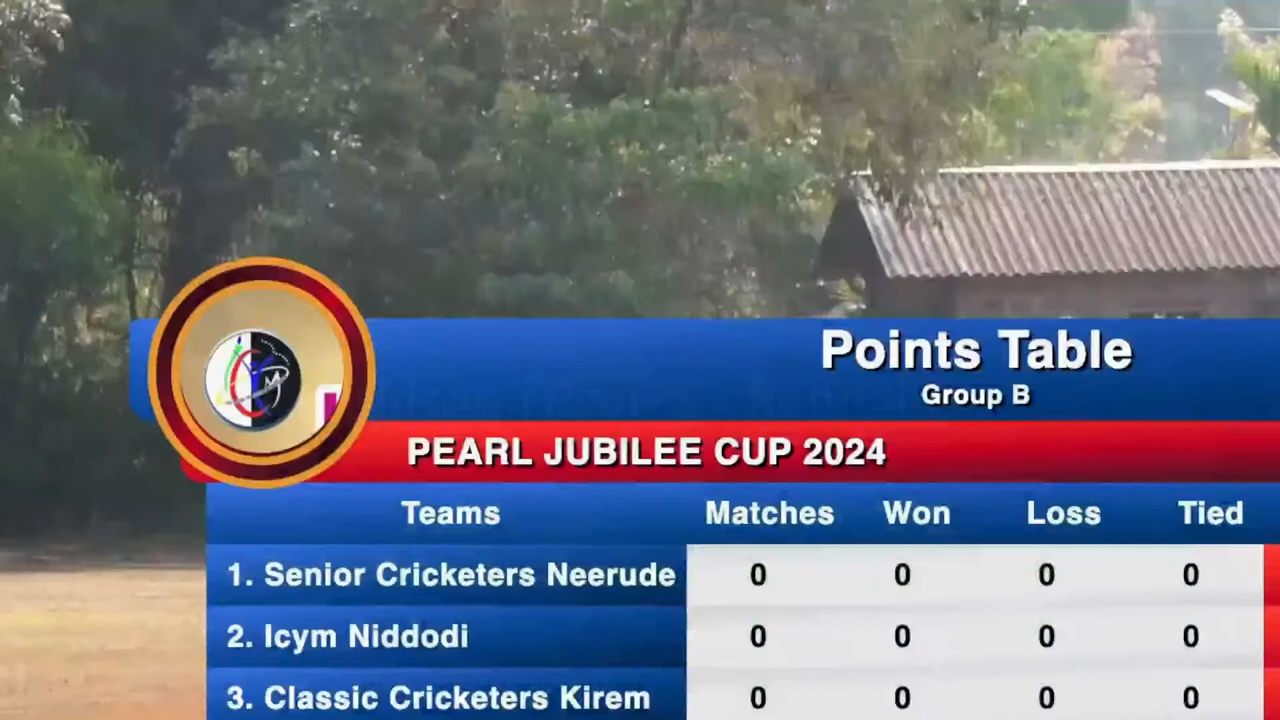 Points Table
Group B
PEARL JUBILEE CUP 2024
Teams Matches Won Loss Tied
1. Senior Cricketers Neerude 0 0 0 0
2. Icym Niddodi 0 0 0 0
3. Classic Cricketers Kirem 0 0 0 0